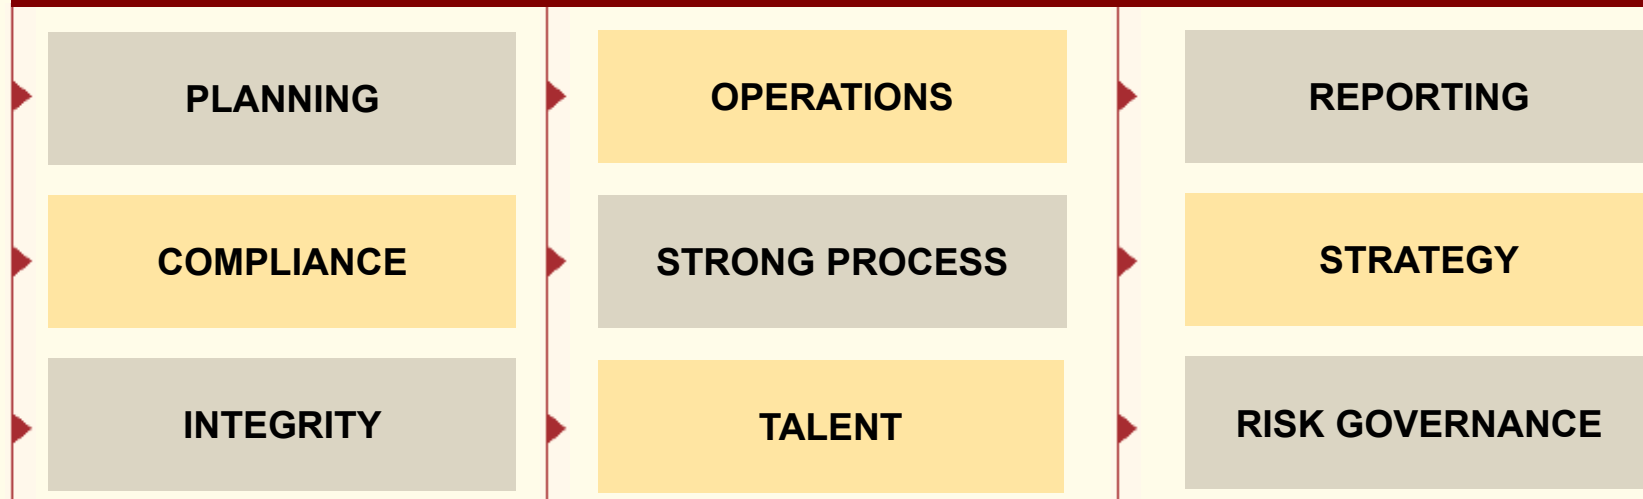 PLANNING
OPERATIONS
REPORTING
COMPLIANCE
STRONG PROCESS
STRATEGY
INTEGRITY
TALENT
RISK GOVERNANCE